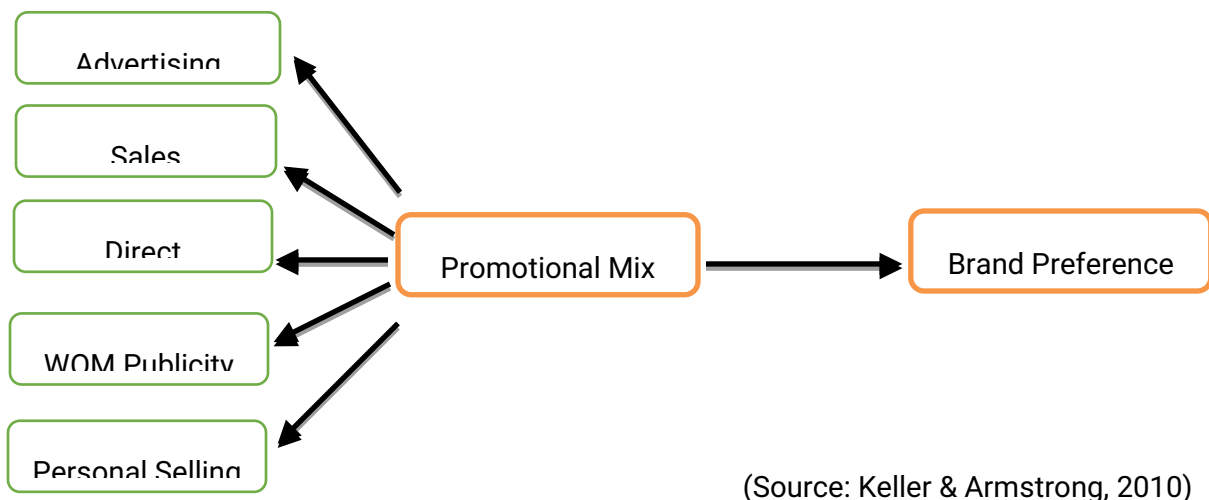 Advertising
Sales
Direct
WOM Publicity
Personal Selling
Promotional Mix
Brand Preference
(Source: Keller & Armstrong, 2010)